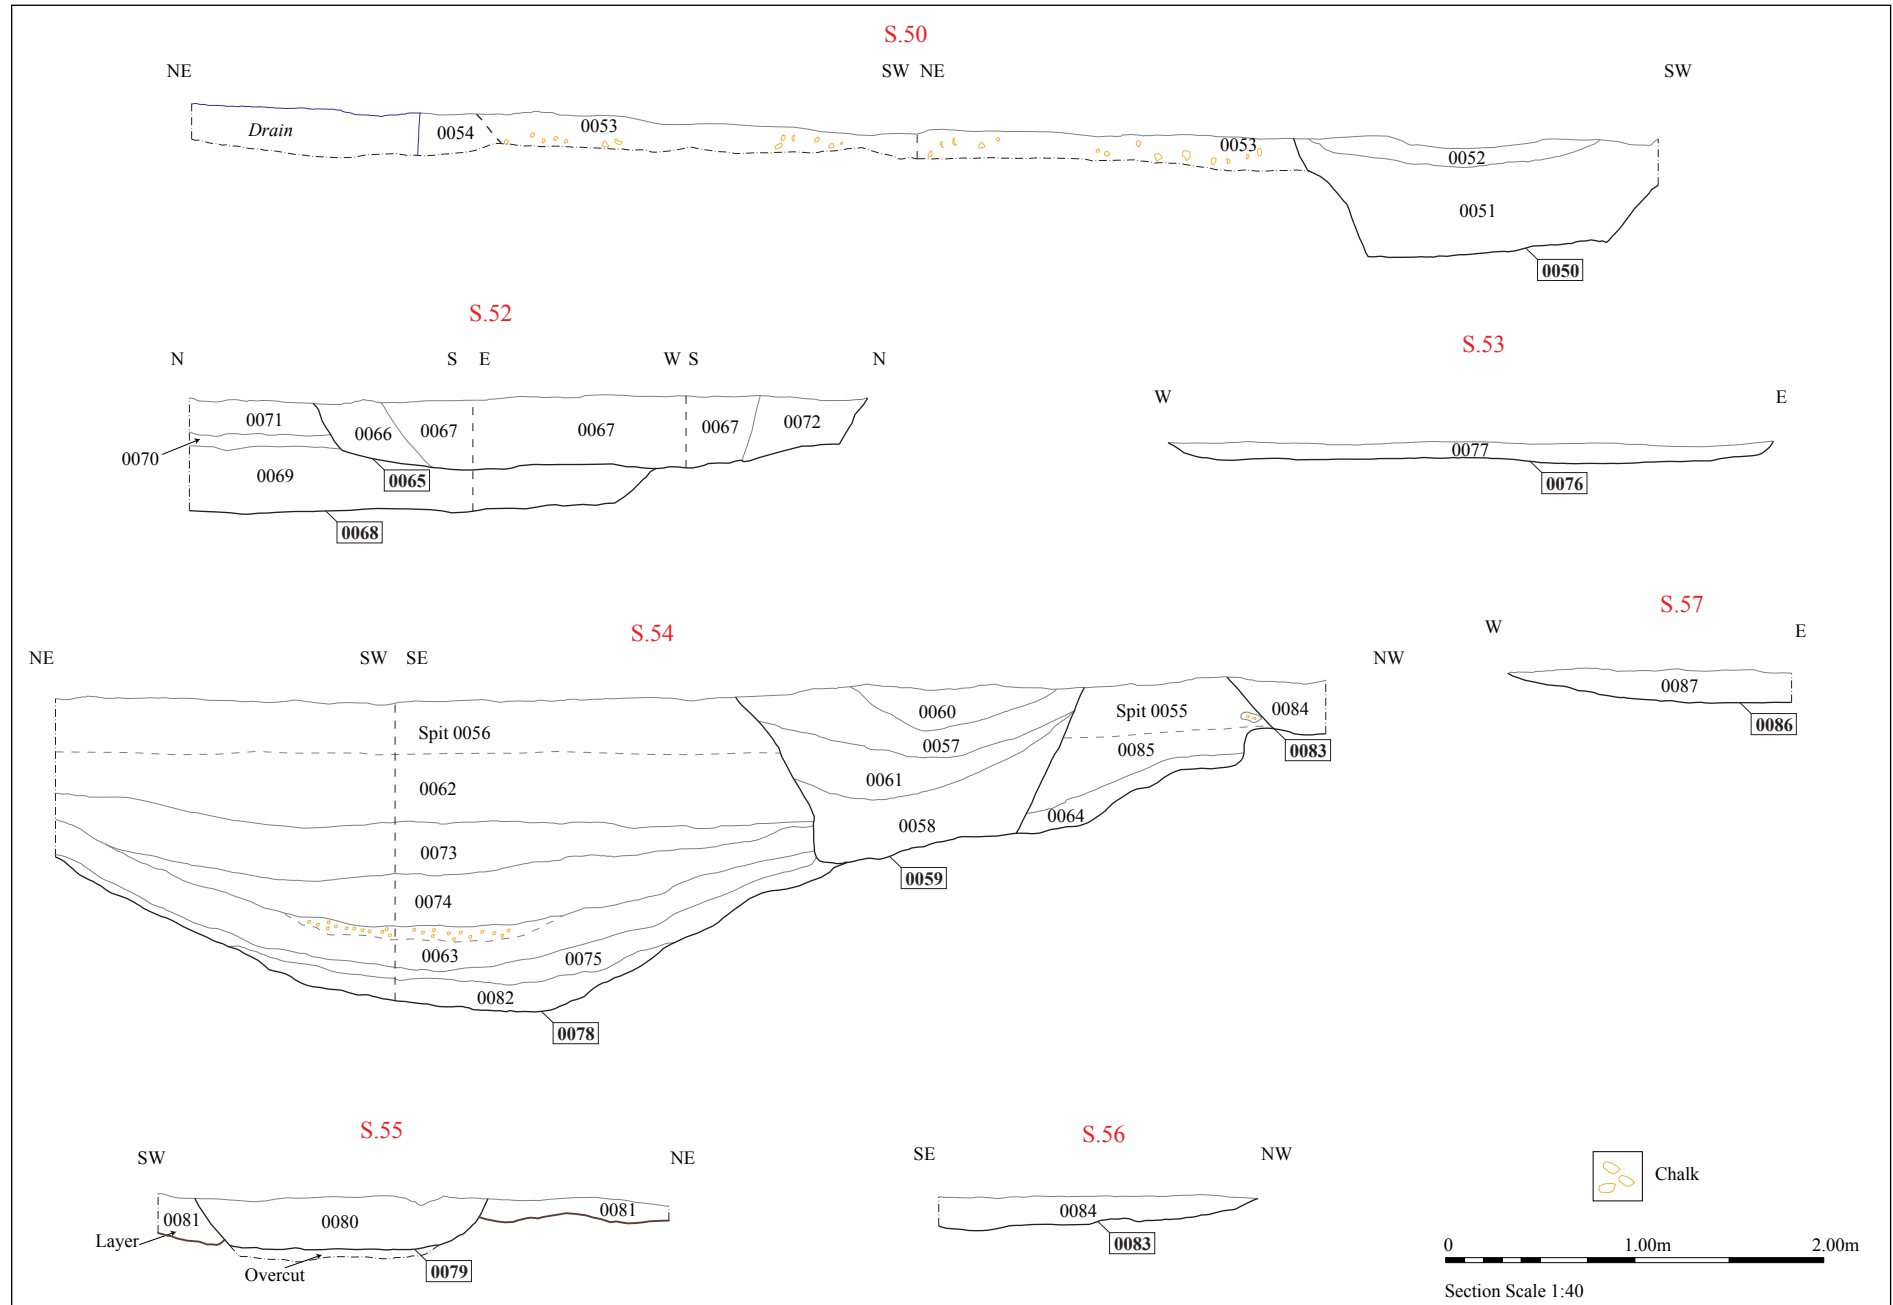 S.50
NE SW NE SW
Drain 0054 0053 0053 0052
0051
0050
S.52
N S E W S N
0071 0066 0067 0067 0067 0072
0070
0069 0065
0068
S.53
W E
0077
0076
S.54
NE SW SE NW
Spit 0056 0060 Spit 0055 0084
0057 0085 0083
0062 0061
0058 0064
0073
0059
0074
0063 0075
0082
0078
S.57
W E
0087
0086
S.55
SW NE
0081 0080 0081
Layer
Overcut 0079
S.56
SE NW
0084
0083
Chalk
0 1.00m 2.00m
Section Scale 1:40